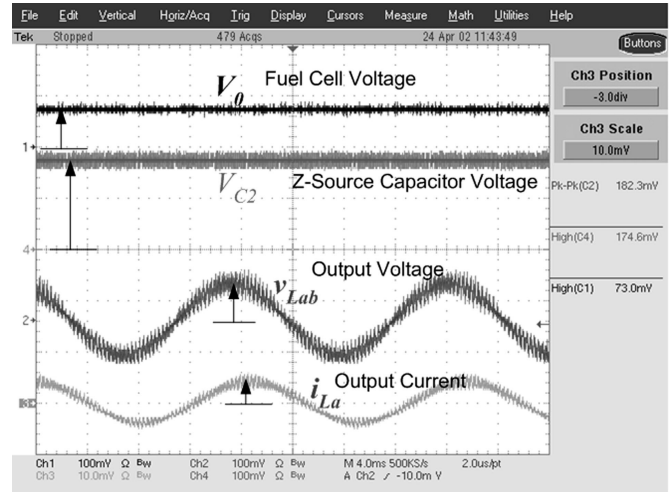 File Edit Vertical Horiz/Acq Trig Display Cursors Measure Math Utilities Help
Tek Stopped 479 Acqs 24 Apr 02 11:43:49
Buttons
V0 Fuel Cell Voltage
Ch3 Position
-3.0div
Ch3 Scale
10.0mV
1
VC2 Z-Source Capacitor Voltage
Pk-Pk(C2) 182.3mV
4
High(C4) 174.6mV
Output Voltage
vLab
High(C1) 73.0mV
2
iLa Output Current
3
Ch1 100mV Ω Bw Ch2 100mV Ω Bw M 4.0ms 500KS/s 2.0us/pt
Ch3 10.0mV Ω Bw Ch4 100mV Ω Bw A Ch2 / -10.0m V